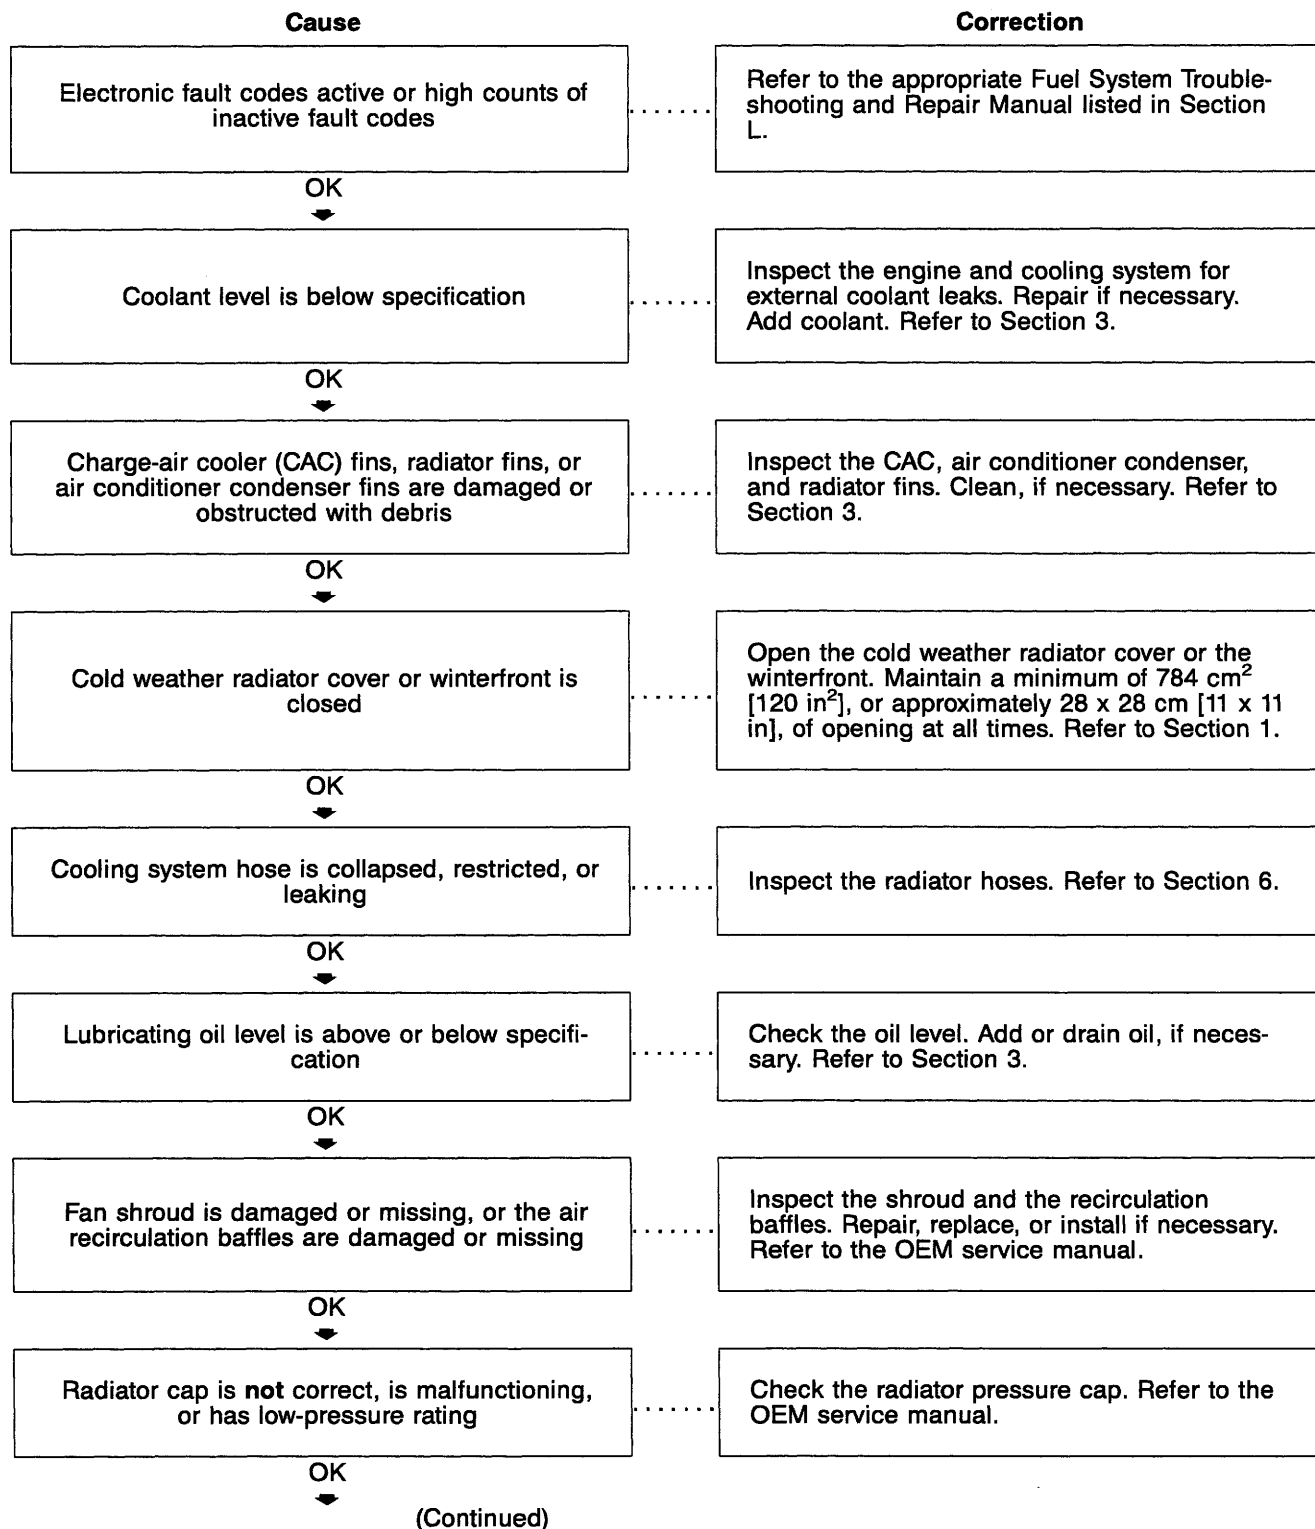 Cause
Correction
Electronic fault codes active or high counts of
inactive fault codes
.......
Refer to the appropriate Fuel System Trouble-
shooting and Repair Manual listed in Section
L.
OK
Coolant level is below specification
.......
Inspect the engine and cooling system for
external coolant leaks. Repair if necessary.
Add coolant. Refer to Section 3.
OK
Charge-air cooler (CAC) fins, radiator fins, or
air conditioner condenser fins are damaged or
obstructed with debris
.......
Inspect the CAC, air conditioner condenser,
and radiator fins. Clean, if necessary. Refer to
Section 3.
OK
Cold weather radiator cover or winterfront is
closed
.......
Open the cold weather radiator cover or the
winterfront. Maintain a minimum of 784 cm²
[120 in²], or approximately 28 x 28 cm [11 x 11
in], of opening at all times. Refer to Section 1.
OK
Cooling system hose is collapsed, restricted, or
leaking
.......
Inspect the radiator hoses. Refer to Section 6.
OK
Lubricating oil level is above or below specifi-
cation
.......
Check the oil level. Add or drain oil, if neces-
sary. Refer to Section 3.
OK
Fan shroud is damaged or missing, or the air
recirculation baffles are damaged or missing
.......
Inspect the shroud and the recirculation
baffles. Repair, replace, or install if necessary.
Refer to the OEM service manual.
OK
Radiator cap is not correct, is malfunctioning,
or has low-pressure rating
.......
Check the radiator pressure cap. Refer to the
OEM service manual.
OK
(Continued)